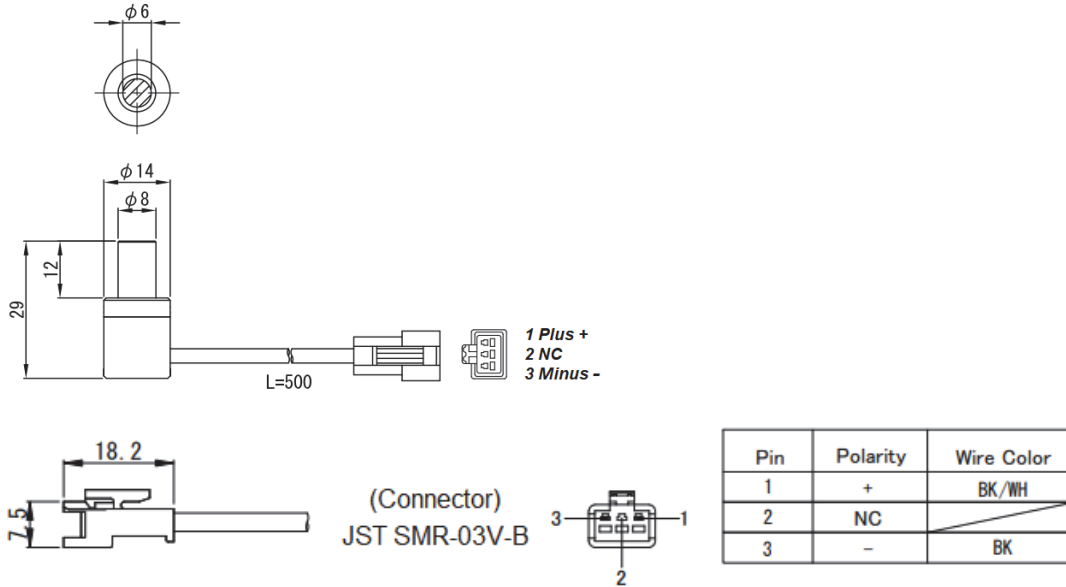 φ6
φ14
φ8
12
29
L=500
1 Plus +
2 NC
3 Minus -
18.2
7.5
(Connector)
JST SMR-03V-B
3
1
2
Pin Polarity Wire Color
1 + BK/WH
2 NC
3 - BK